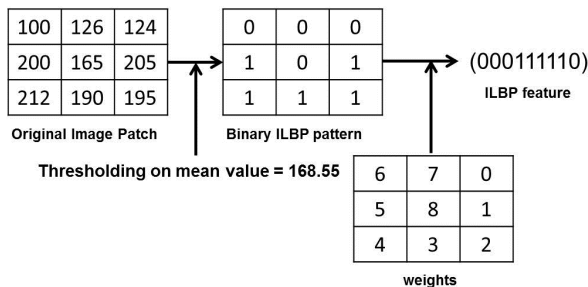 100 126 124
200 165 205
212 190 195
Original Image Patch
0 0 0
1 0 1
1 1 1
Binary ILBP pattern
(000111110)
ILBP feature
Thresholding on mean value = 168.55
6 7 0
5 8 1
4 3 2
weights